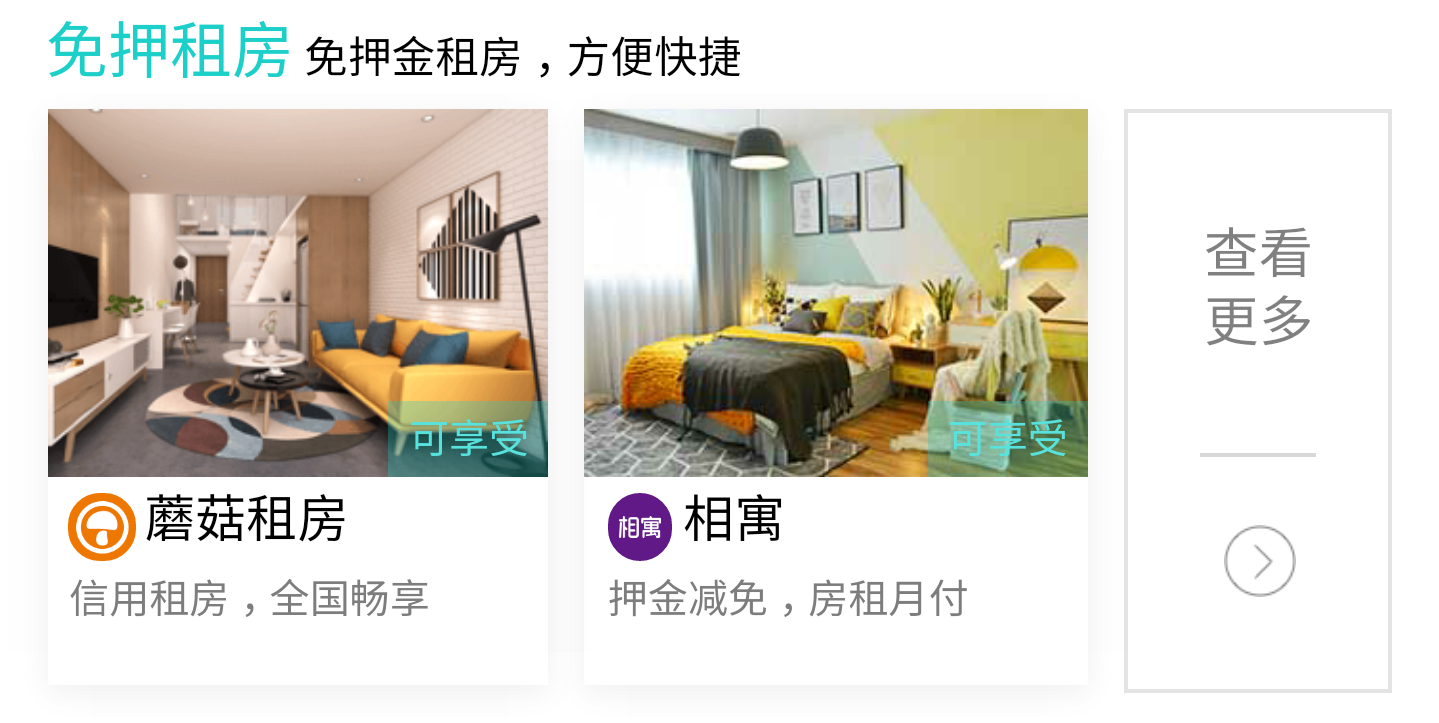 免押租房 免押金租房，方便快捷
可享受
可享受
查看
更多
蘑菇租房
相寓 相寓
信用租房，全国畅享
押金减免，房租月付